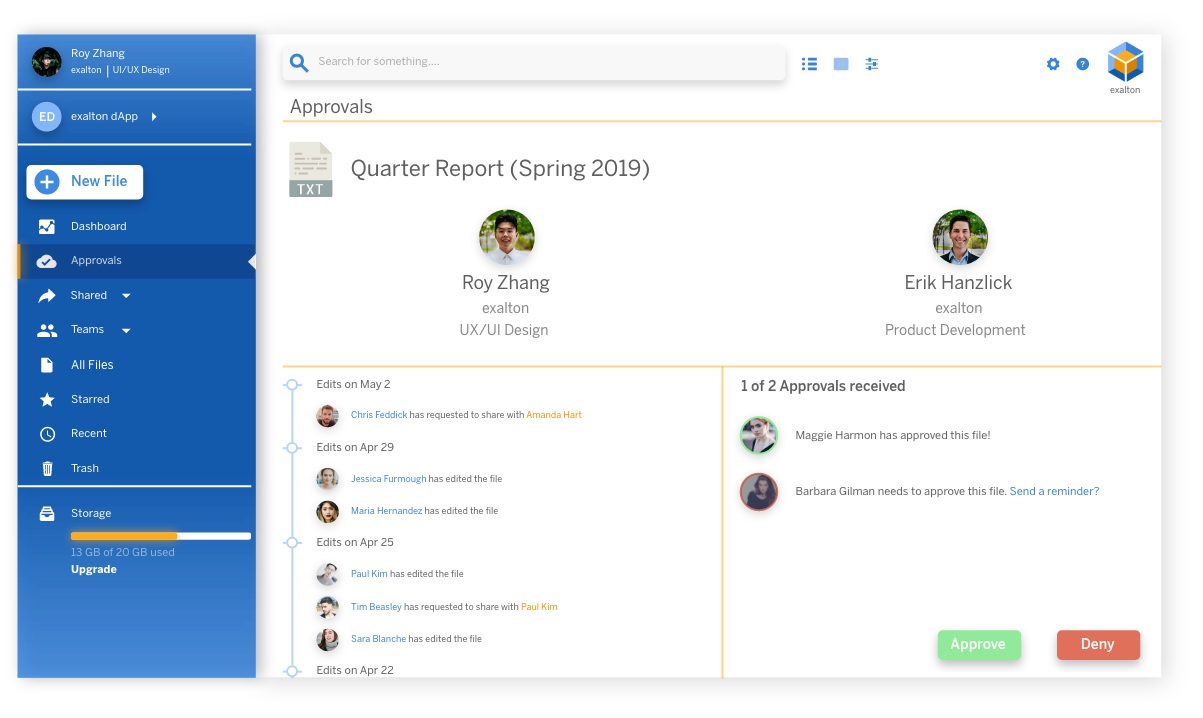 Roy Zhang
exalton | UI/UX Design
ED exalton dApp
New File
Dashboard
Approvals
Shared
Teams
All Files
Starred
Recent
Trash
Storage
13 GB of 20 GB used
Upgrade
Search for something....
?
exalton
Approvals
TXT
Quarter Report (Spring 2019)
Roy Zhang
exalton
UX/UI Design
Erik Hanzlick
exalton
Product Development
Edits on May 2
Chris Feddick has requested to share with Amanda Hart
Edits on Apr 29
Jessica Furmough has edited the file
Maria Hernandez has edited the file
Edits on Apr 25
Paul Kim has edited the file
Tim Beasley has requested to share with Paul Kim
Sara Blanche has edited the file
Edits on Apr 22
1 of 2 Approvals received
Maggie Harmon has approved this file!
Barbara Gilman needs to approve this file. Send a reminder?
Approve
Deny